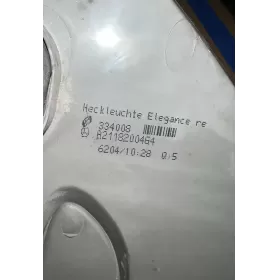 Heckleuchte Elegance re
334008
A2118200464
6204/10:28 0:5